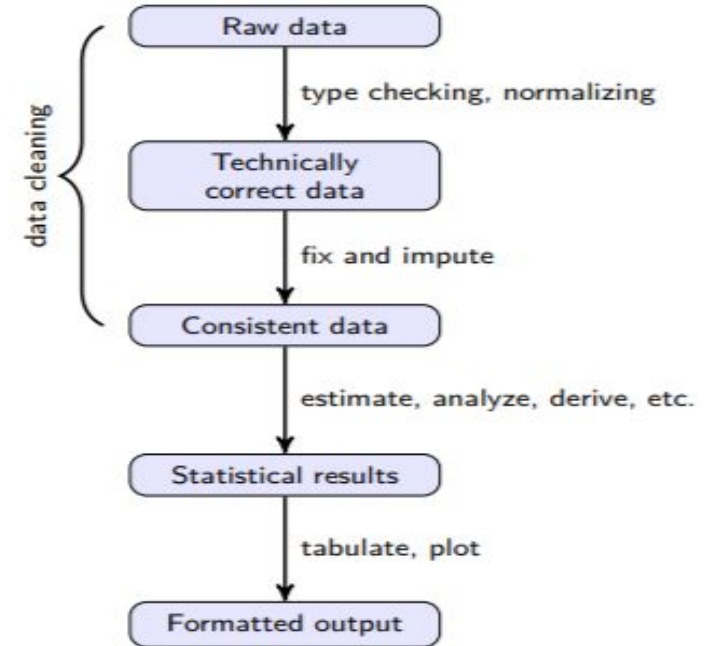 Raw data
type checking, normalizing
data cleaning
Technically
correct data
fix and impute
Consistent data
estimate, analyze, derive, etc.
Statistical results
tabulate, plot
Formatted output